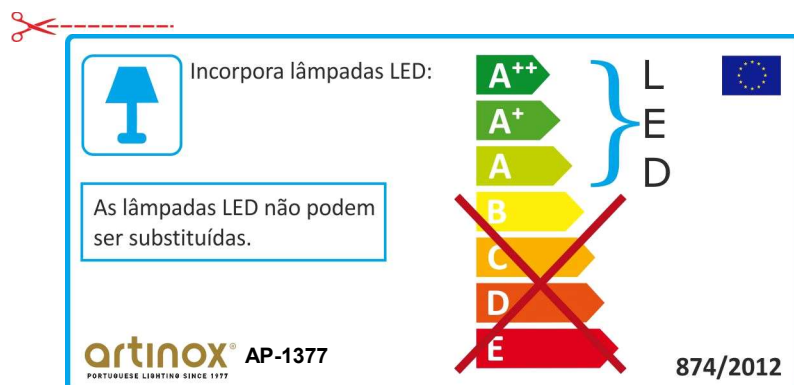 Incorpora lâmpadas LED:
As lâmpadas LED não podem
ser substituídas.
A++
A+
A
B
C
D
E
L
E
D
artinox® AP-1377
PORTUGUESE LIGHTING SINCE 1977
874/2012